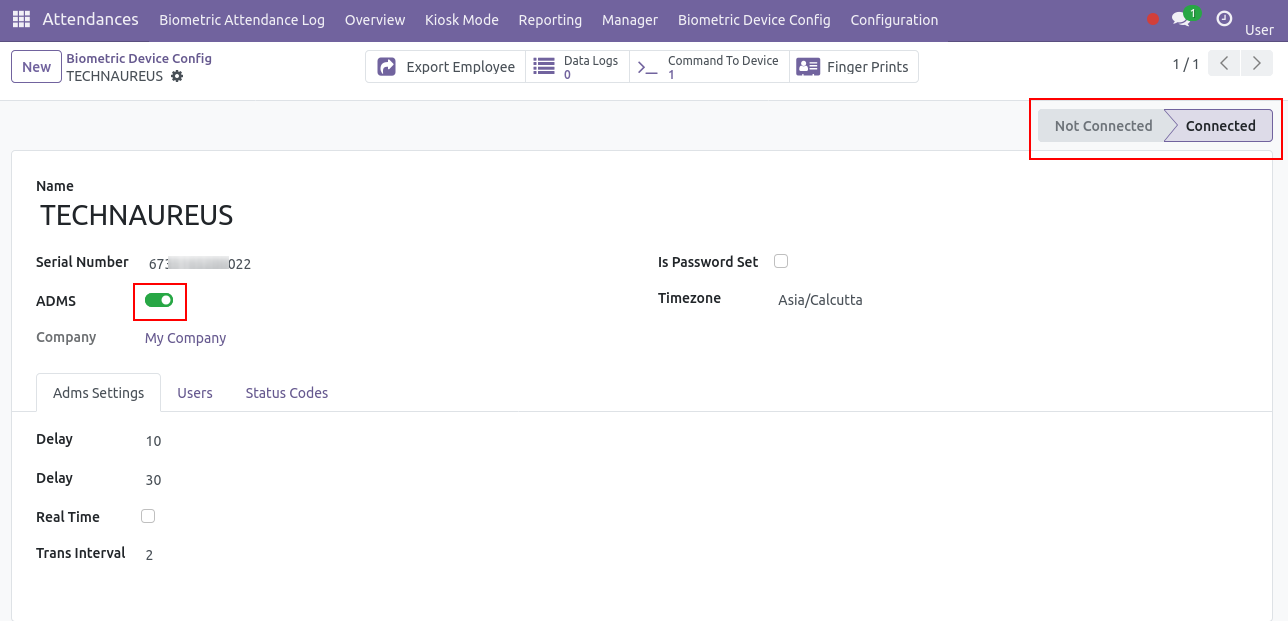 Attendances Biometric Attendance Log Overview Kiosk Mode Reporting Manager Biometric Device Config Configuration 1 User
New Biometric Device Config
TECHNAUREUS
Export Employee
Data Logs
0
Command To Device
1
Finger Prints
1 / 1
Not Connected Connected
Name
TECHNAUREUS
Serial Number 673 022
Is Password Set
ADMS
Timezone Asia/Calcutta
Company My Company
Adms Settings Users Status Codes
Delay 10
Delay 30
Real Time
Trans Interval 2